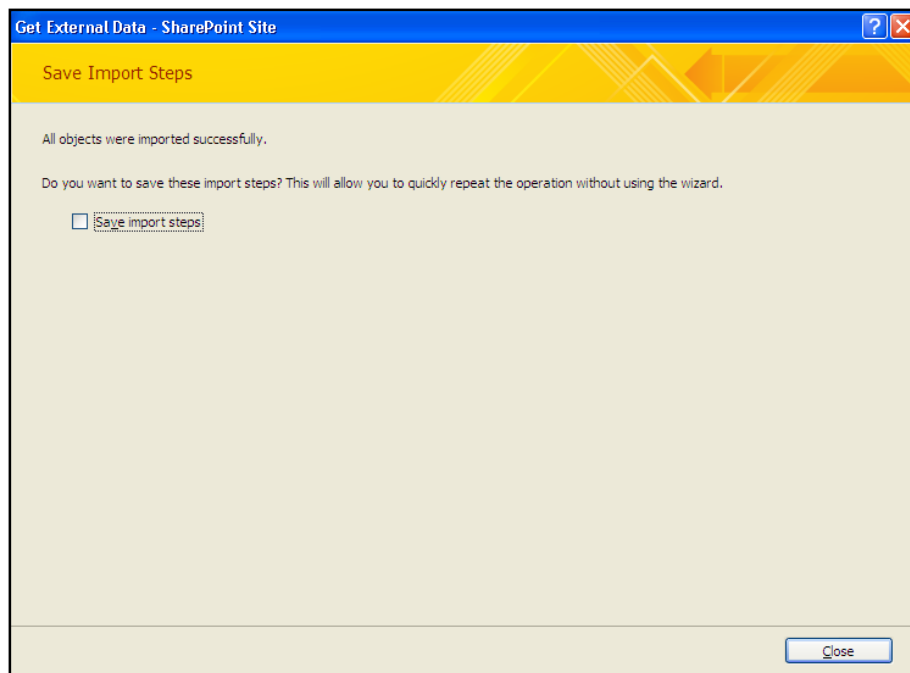 Get External Data - SharePoint Site
?
Save Import Steps
All objects were imported successfully.
Do you want to save these import steps? This will allow you to quickly repeat the operation without using the wizard.
Save import steps
Close